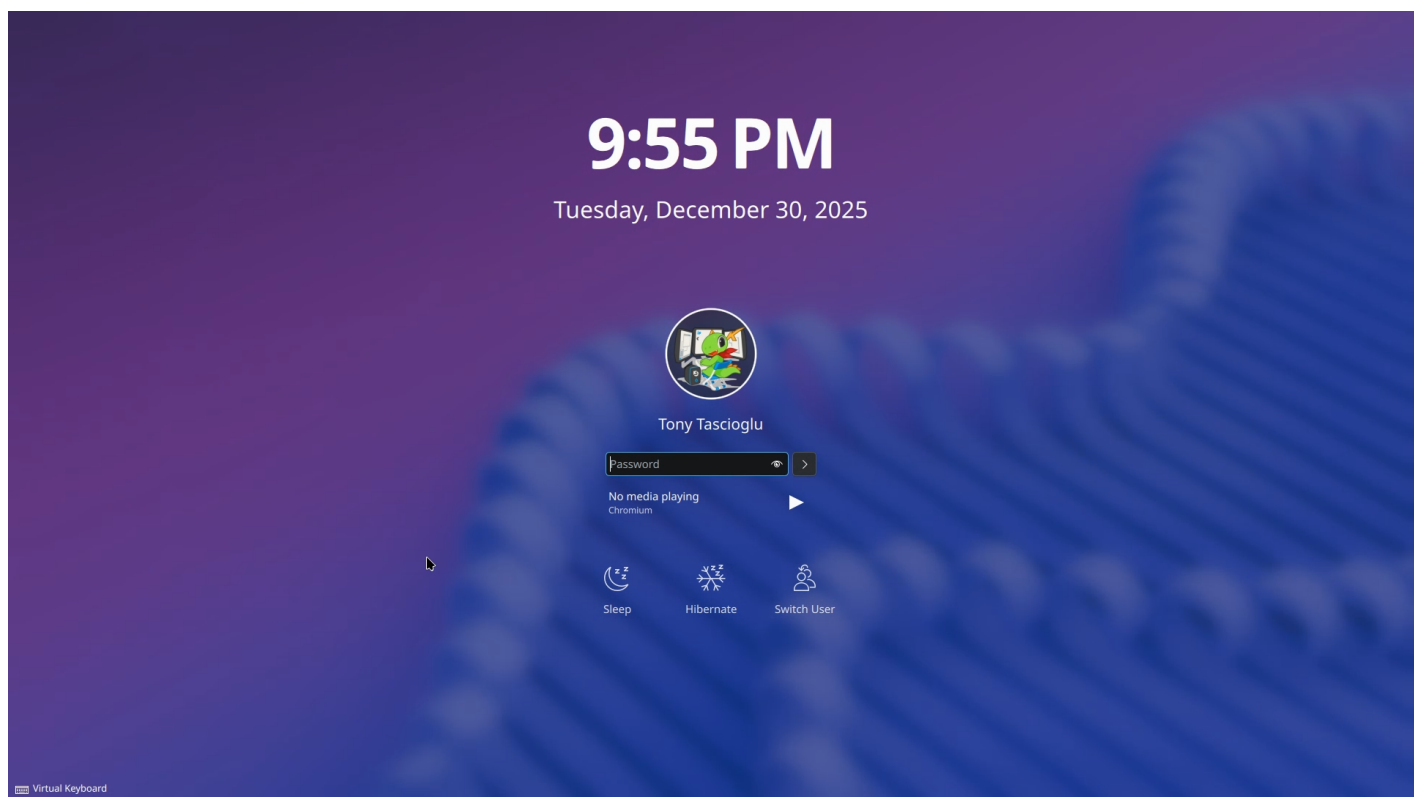 9:55 PM
Tuesday, December 30, 2025
Tony Tascioglu
Password
No media playing
Chromium
Sleep
Hibernate
Switch User
Virtual Keyboard